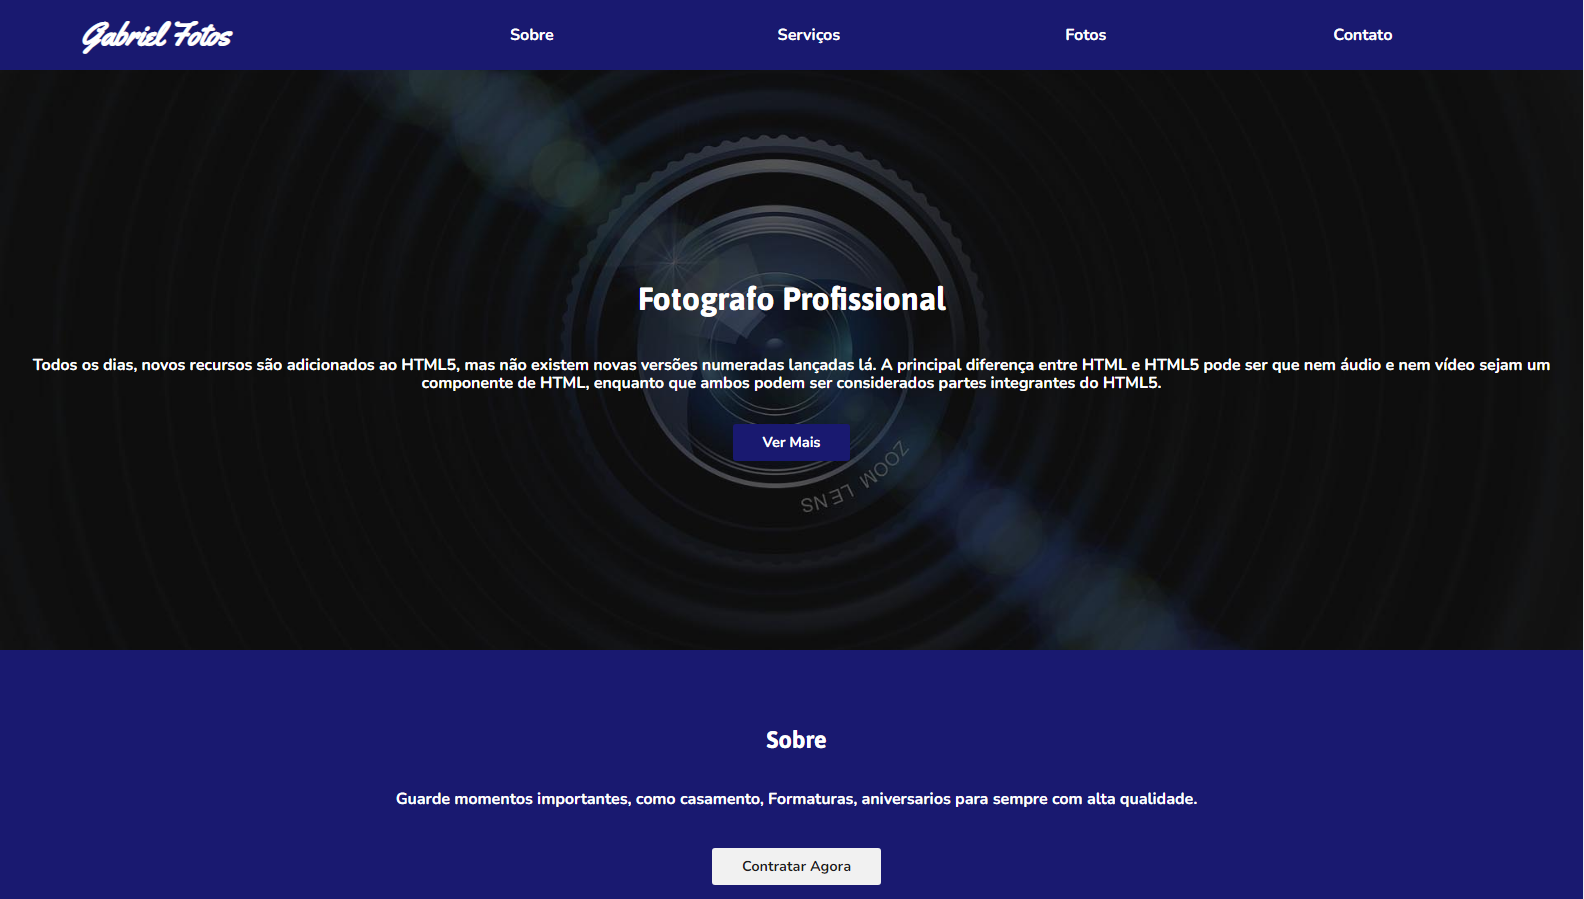 Gabriel Fotos
Sobre
Serviços
Fotos
Contato
Fotografo Profissional
Todos os dias, novos recursos são adicionados ao HTML5, mas não existem novas versões numeradas lançadas lá. A principal diferença entre HTML e HTML5 pode ser que nem áudio e nem vídeo sejam um
componente de HTML, enquanto que ambos podem ser considerados partes integrantes do HTML5.
Ver Mais
ZOOM LENS
Sobre
Guarde momentos importantes, como casamento, Formaturas, aniversarios para sempre com alta qualidade.
Contratar Agora